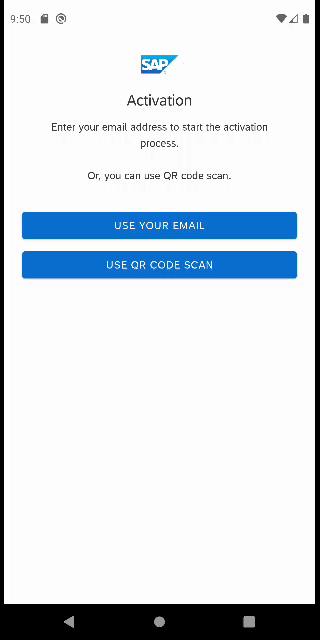 9:50
SAP
Activation
Enter your email address to start the activation
process.
Or, you can use QR code scan.
USE YOUR EMAIL
USE QR CODE SCAN